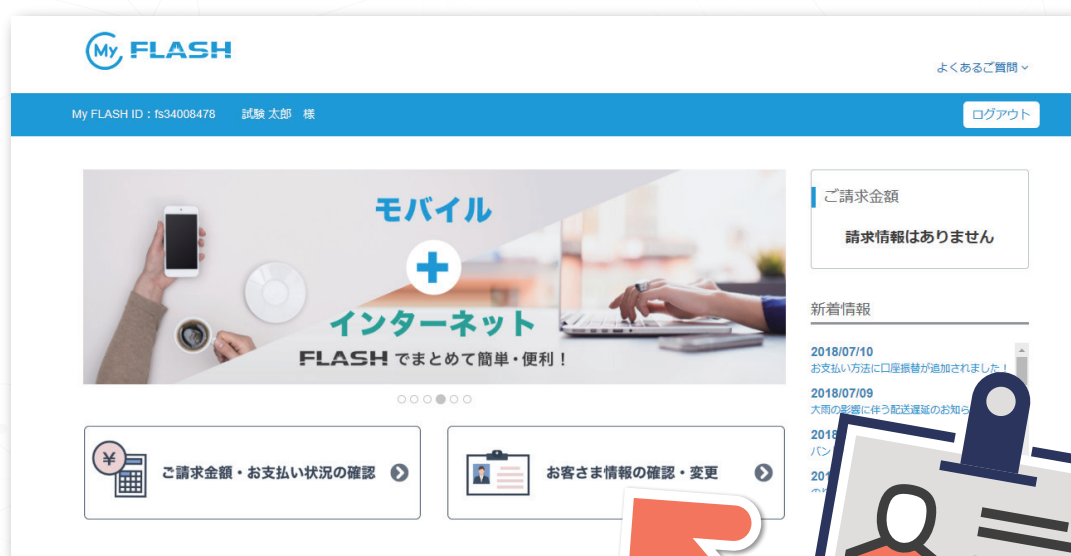 My FLASH
よくあるご質問
My FLASH ID：fs34008478 試験 太郎 様
ログアウト
モバイル
+
インターネット
FLASH でまとめて簡単・便利！
ご請求金額
請求情報はありません
新着情報
2018/07/10
お支払い方法に口座振替が追加されました！
2018/07/09
大雨の影響に伴う配送遅延のお知ら
2018
バン
201
¥
ご請求金額・お支払い状況の確認
お客さま情報の確認・変更